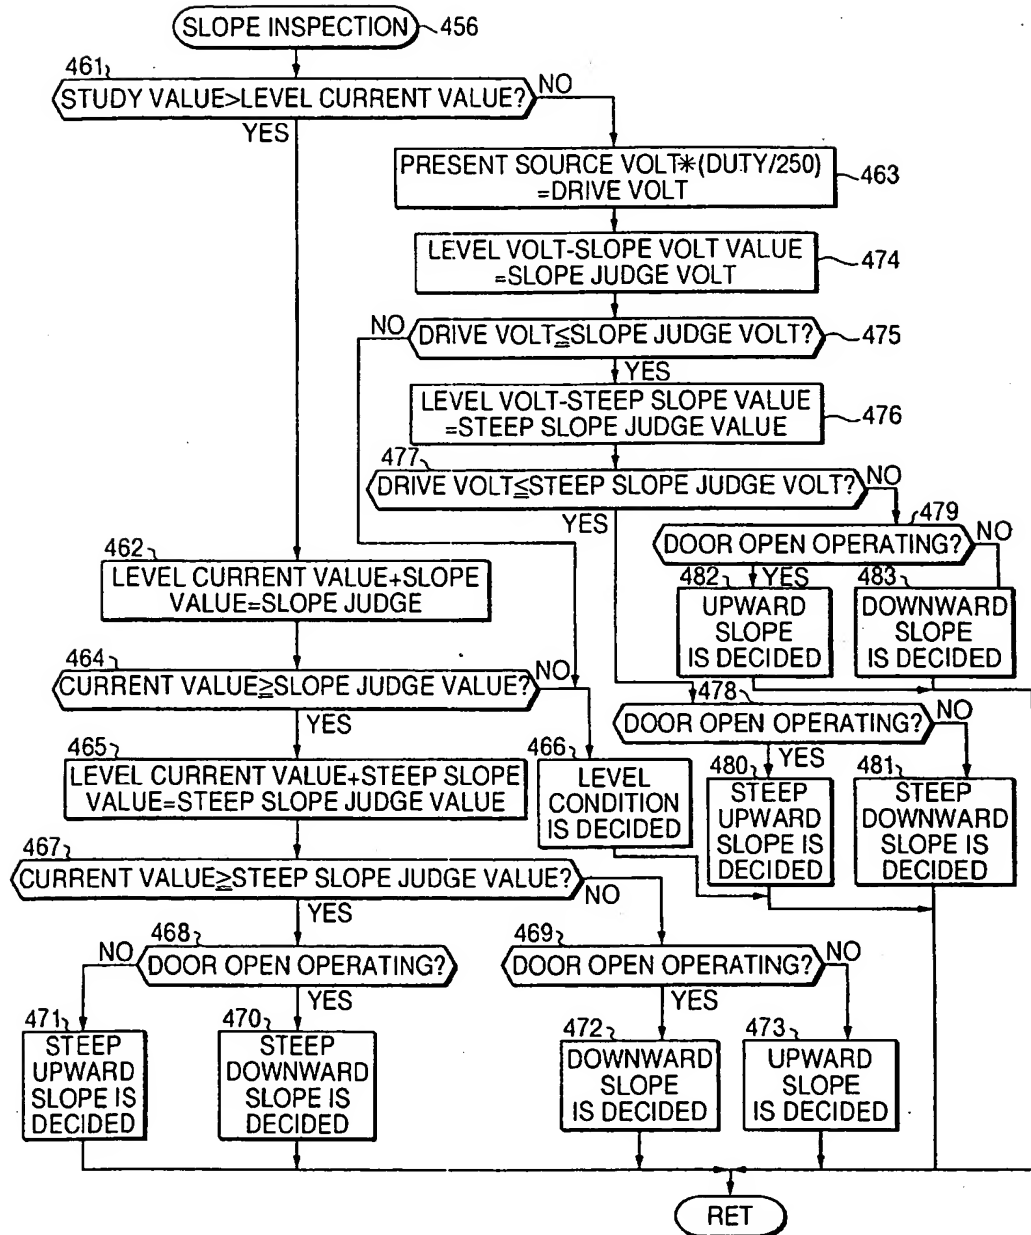 SLOPE INSPECTION
456
461
STUDY VALUE>LEVEL CURRENT VALUE?
NO
YES
PRESENT SOURCE VOLT*(DUTY/250)
=DRIVE VOLT
463
LEVEL VOLT-SLOPE VOLT VALUE
=SLOPE JUDGE VOLT
474
NO
DRIVE VOLT≦SLOPE JUDGE VOLT?
475
YES
LEVEL VOLT-STEEP SLOPE VALUE
=STEEP SLOPE JUDGE VALUE
476
477
DRIVE VOLT≦STEEP SLOPE JUDGE VOLT?
NO
YES
479
DOOR OPEN OPERATING?
NO
462
LEVEL CURRENT VALUE+SLOPE
VALUE=SLOPE JUDGE
482
YES
483
UPWARD
SLOPE
IS DECIDED
DOWNWARD
SLOPE
IS DECIDED
464
CURRENT VALUE≧SLOPE JUDGE VALUE?
NO
YES
478
DOOR OPEN OPERATING?
NO
YES
465
LEVEL CURRENT VALUE+STEEP SLOPE
VALUE=STEEP SLOPE JUDGE VALUE
466
LEVEL
CONDITION
IS DECIDED
480
STEEP
UPWARD
SLOPE IS
DECIDED
481
STEEP
DOWNWARD
SLOPE IS
DECIDED
467
CURRENT VALUE≧STEEP SLOPE JUDGE VALUE?
NO
YES
468
NO
DOOR OPEN OPERATING?
YES
469
DOOR OPEN OPERATING?
NO
YES
471
STEEP
UPWARD
SLOPE IS
DECIDED
470
STEEP
DOWNWARD
SLOPE IS
DECIDED
472
DOWNWARD
SLOPE
IS DECIDED
473
UPWARD
SLOPE
IS DECIDED
RET